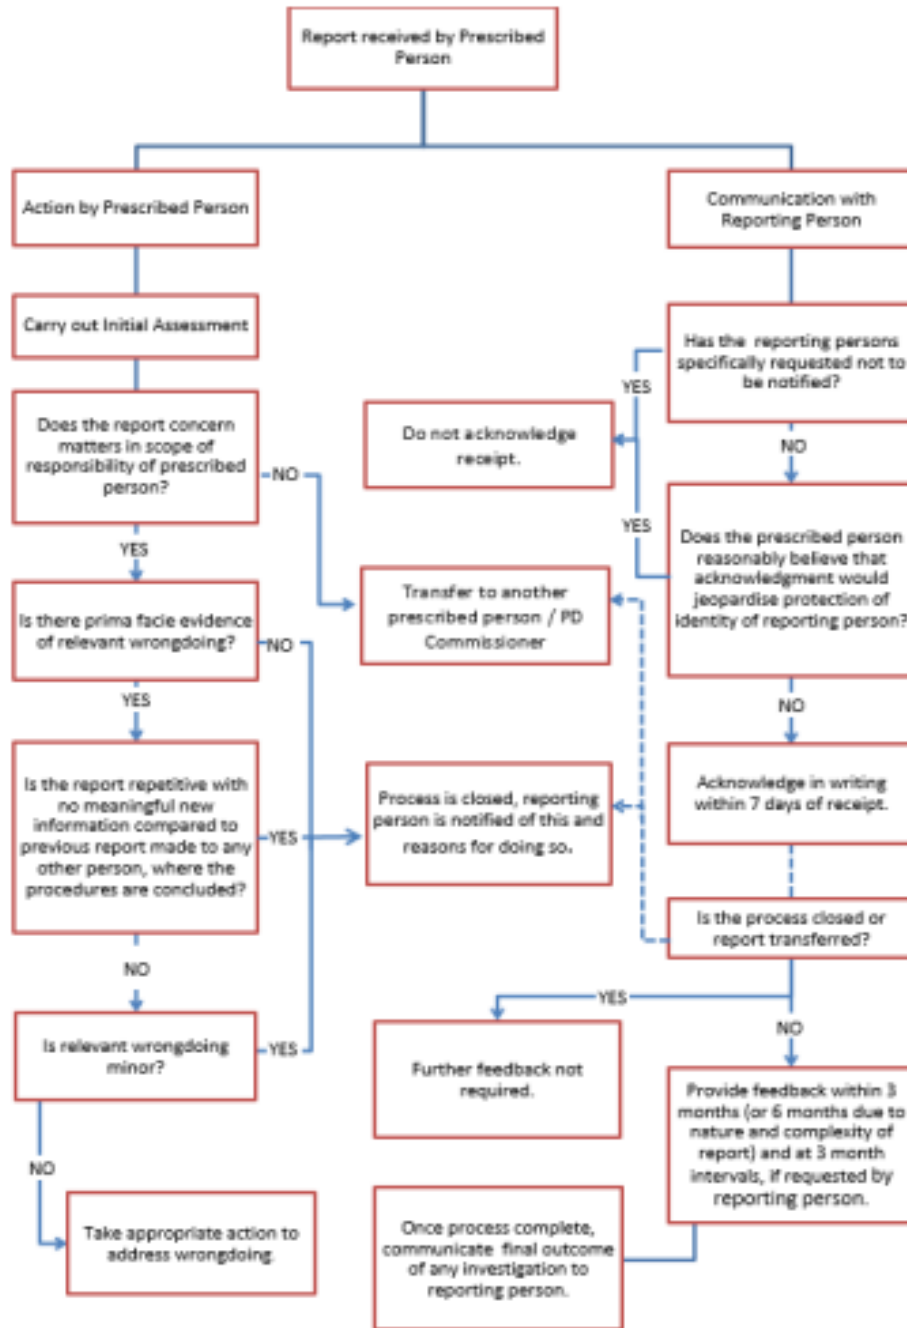 Report received by Prescribed
Person
Action by Prescribed Person
Communication with
Reporting Person
Carry out Initial Assessment
Has the reporting persons
specifically requested not to
be notified?
YES
Does the report concern
matters in scope of
responsibility of prescribed
person?
Do not acknowledge
receipt.
NO
NO
YES
YES
Does the prescribed person
reasonably believe that
acknowledgment would
jeopardise protection of
identity of reporting person?
Transfer to another
prescribed person / PD
Commissioner
Is there prima facie evidence
of relevant wrongdoing?
NO
YES
NO
Is the report repetitive with
no meaningful new
information compared to
previous report made to any
other person, where the
procedures are concluded?
YES
Process is closed, reporting
person is notified of this and
reasons for doing so.
Acknowledge in writing
within 7 days of receipt.
Is the process closed or
report transferred?
NO
YES
NO
Is relevant wrongdoing
minor?
YES
Further feedback not
required.
Provide feedback within 3
months (or 6 months due to
nature and complexity of
report) and at 3 month
intervals, if requested by
reporting person.
NO
Take appropriate action to
address wrongdoing.
Once process complete,
communicate final outcome
of any investigation to
reporting person.